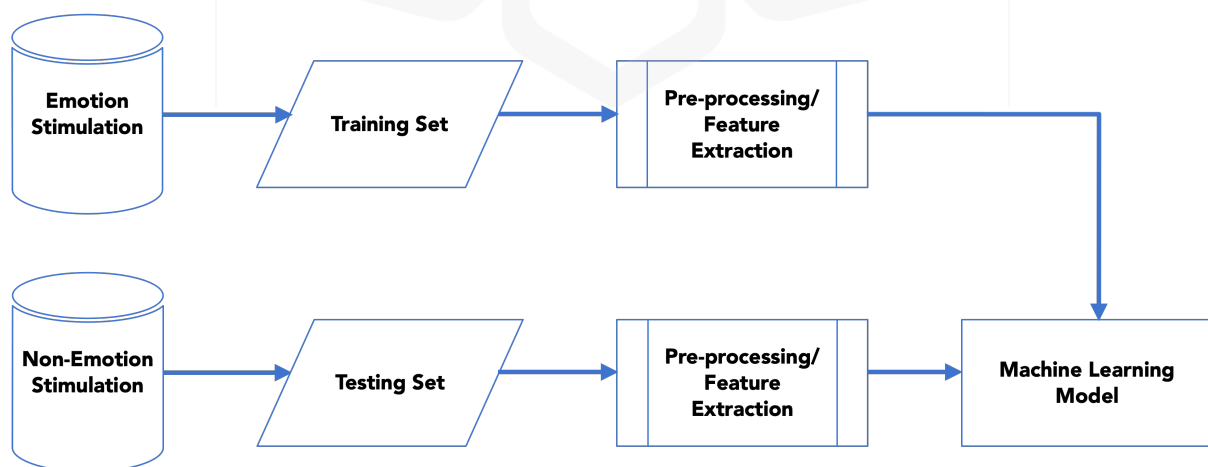 Emotion
Stimulation
Training Set
Pre-processing/
Feature
Extraction
Non-Emotion
Stimulation
Testing Set
Pre-processing/
Feature
Extraction
Machine Learning
Model